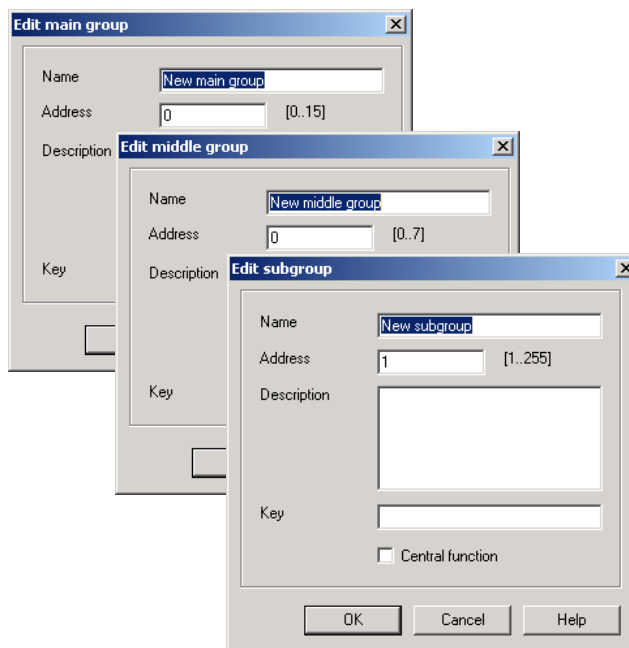 Edit main group
Name New main group
Address 0 [0..15]
Description
Key
Edit middle group
Name New middle group
Address 0 [0..7]
Description
Key
Edit subgroup
Name New subgroup
Address 1 [1..255]
Description
Key
Central function
OK Cancel Help